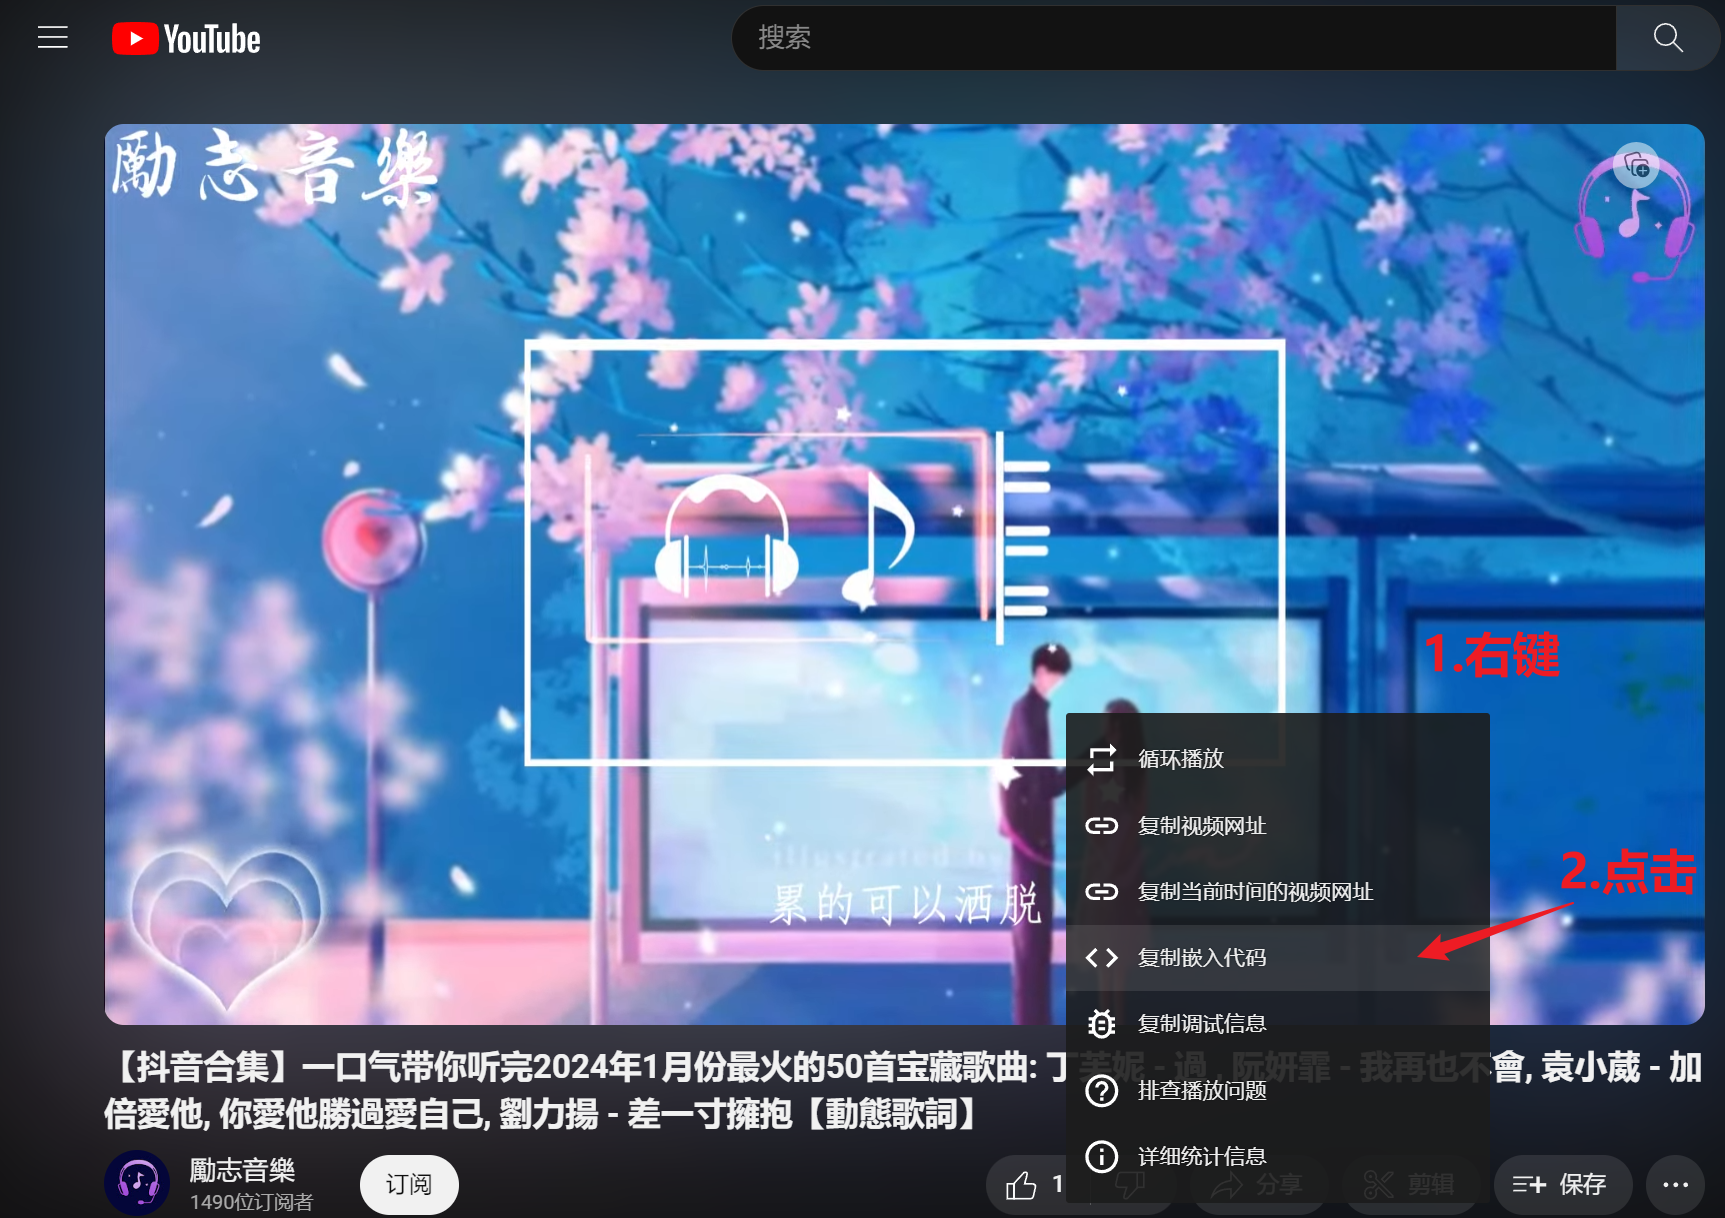 YouTube
搜索
勵志音樂
illustrated by
累的可以洒脱
1.右键
循环播放
复制视频网址
复制当前时间的视频网址
2.点击
复制嵌入代码
复制调试信息
排查播放问题
详细统计信息
【抖音合集】一口气带你听完2024年1月份最火的50首宝藏歌曲: 丁芙妮 - 過 , 阮妍霏 - 我再也不會, 袁小葳 - 加
倍愛他, 你愛他勝過愛自己, 劉力揚 - 差一寸擁抱【動態歌詞】
勵志音樂
1490位订阅者
订阅
1
分享
剪辑
保存